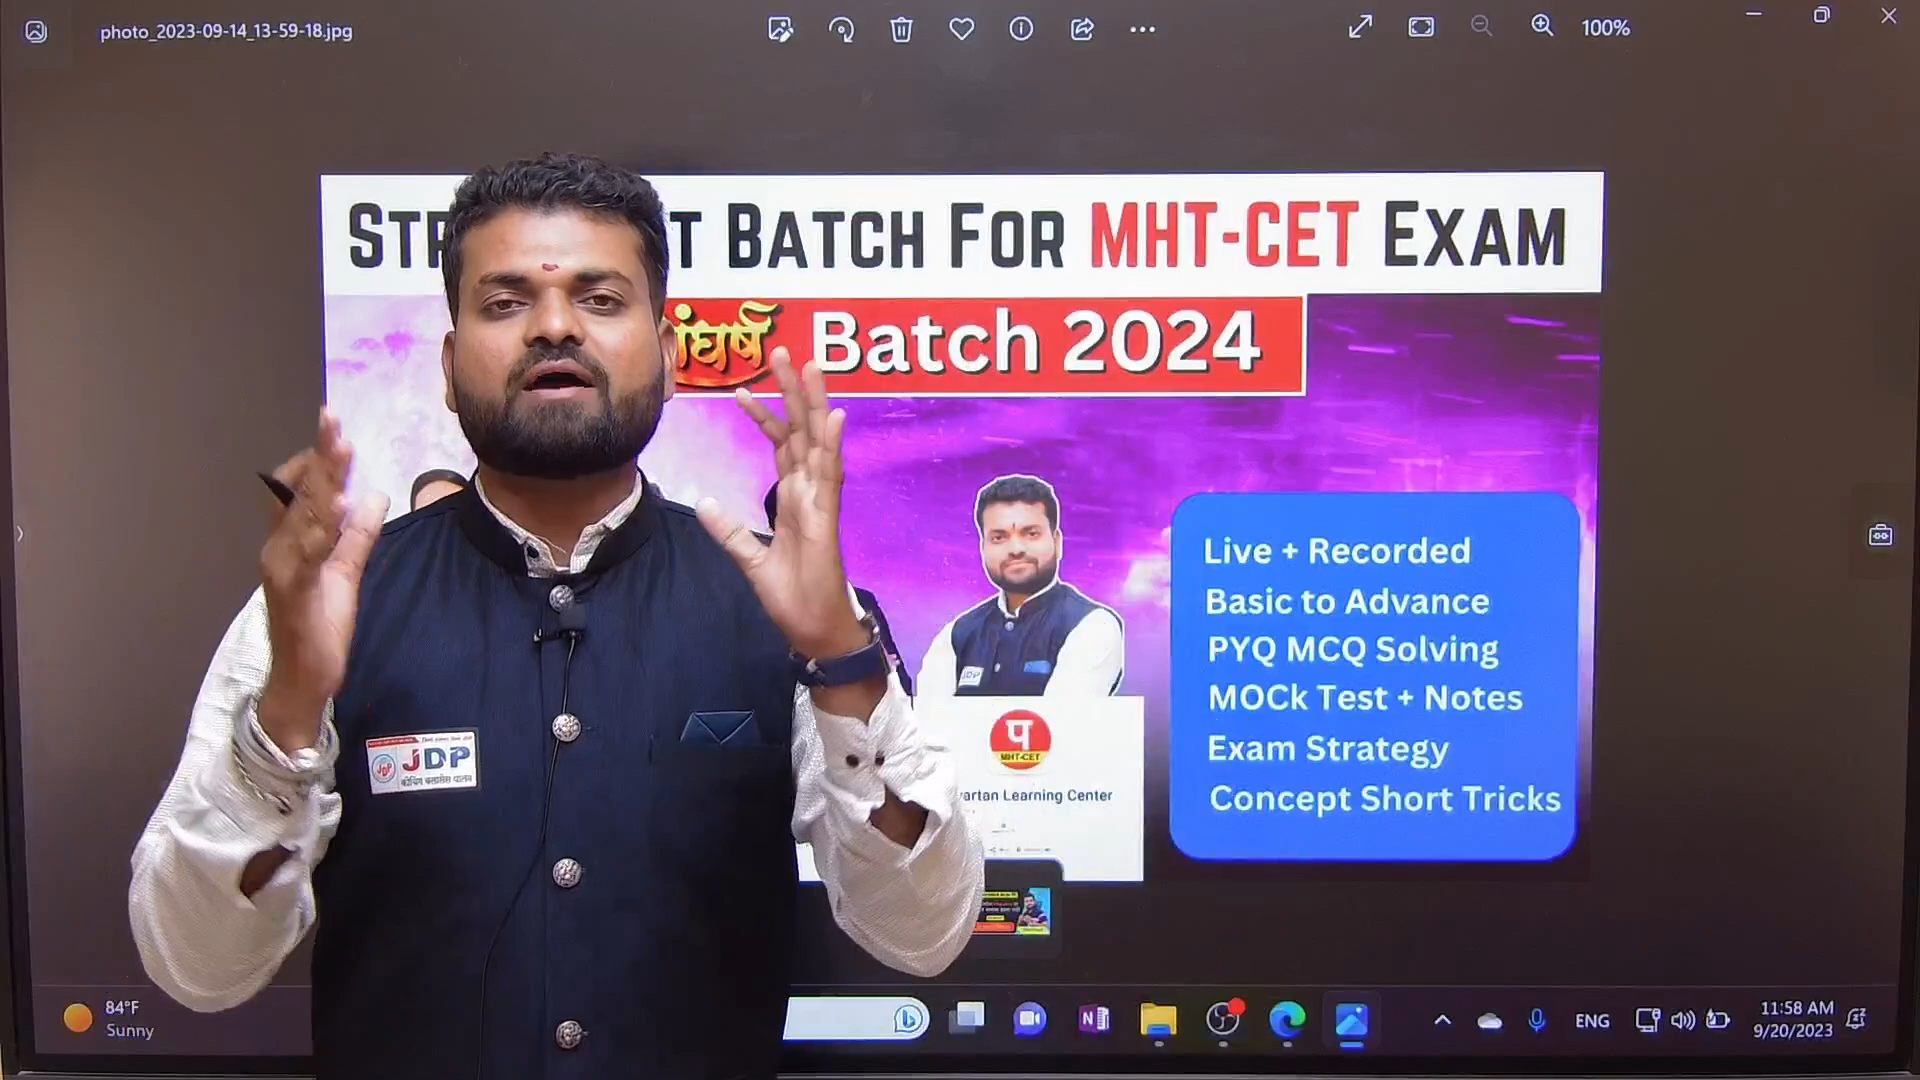 photo_2023-09-14_13-59-18.jpg
100%
BATCH FOR MHT-CET EXAM
Batch 2024
Live + Recorded
Basic to Advance
PYQ MCQ Solving
MOCk Test + Notes
Exam Strategy
Concept Short Tricks
JDP
JDP
कोचिंग क्लासेस पालम
प
MHT-CET
Learning Center
84°F
Sunny
ENG
11:58 AM
9/20/2023